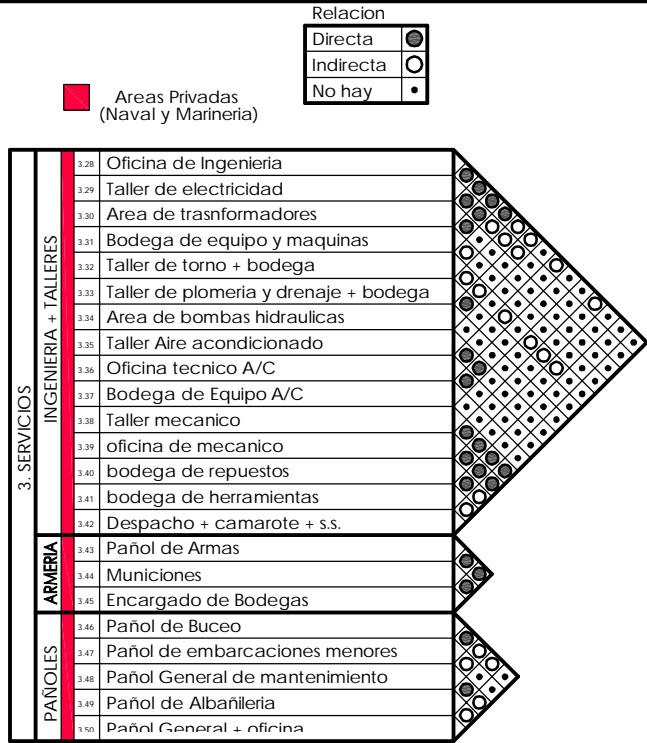 Relacion
Directa
Indirecta
No hay
Areas Privadas
(Naval y Marineria)
3. SERVICIOS
INGENIERIA + TALLERES
3.28 Oficina de Ingenieria
3.29 Taller de electricidad
3.30 Area de trasnformadores
3.31 Bodega de equipo y maquinas
3.32 Taller de torno + bodega
3.33 Taller de plomeria y drenaje + bodega
3.34 Area de bombas hidraulicas
3.35 Taller Aire acondicionado
3.36 Oficina tecnico A/C
3.37 Bodega de Equipo A/C
3.38 Taller mecanico
3.39 oficina de mecanico
3.40 bodega de repuestos
3.41 bodega de herramientas
3.42 Despacho + camarote + s.s.
ARMERIA
3.43 Pañol de Armas
3.44 Municiones
3.45 Encargado de Bodegas
PAÑOLES
3.46 Pañol de Buceo
3.47 Pañol de embarcaciones menores
3.48 Pañol General de mantenimiento
3.49 Pañol de Albañileria
3.50 Pañol General + oficina